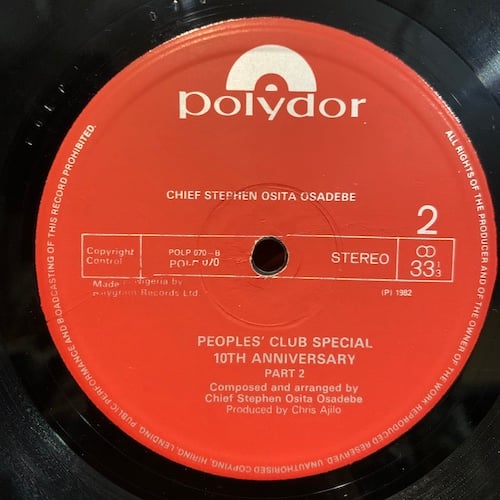 polydor
CHIEF STEPHEN OSITA OSADEBE
2
Copyright
Control
POLP 070–B
POLP 070
STEREO
33 1/3
Made in Nigeria by
Polygram Records Ltd.
(P) 1982
PEOPLES' CLUB SPECIAL
10TH ANNIVERSARY
PART 2
Composed and arranged by
Chief Stephen Osita Osadebe
Produced by Chris Ajilo
ALL RIGHTS OF THE PRODUCER AND OF THE OWNER OF THE WORK REPRODUCED RESERVED. UNAUTHORISED COPYING, HIRING, LENDING, PUBLIC PERFORMANCE AND BOADCASTING OF THIS RECORD PROHIBITED.